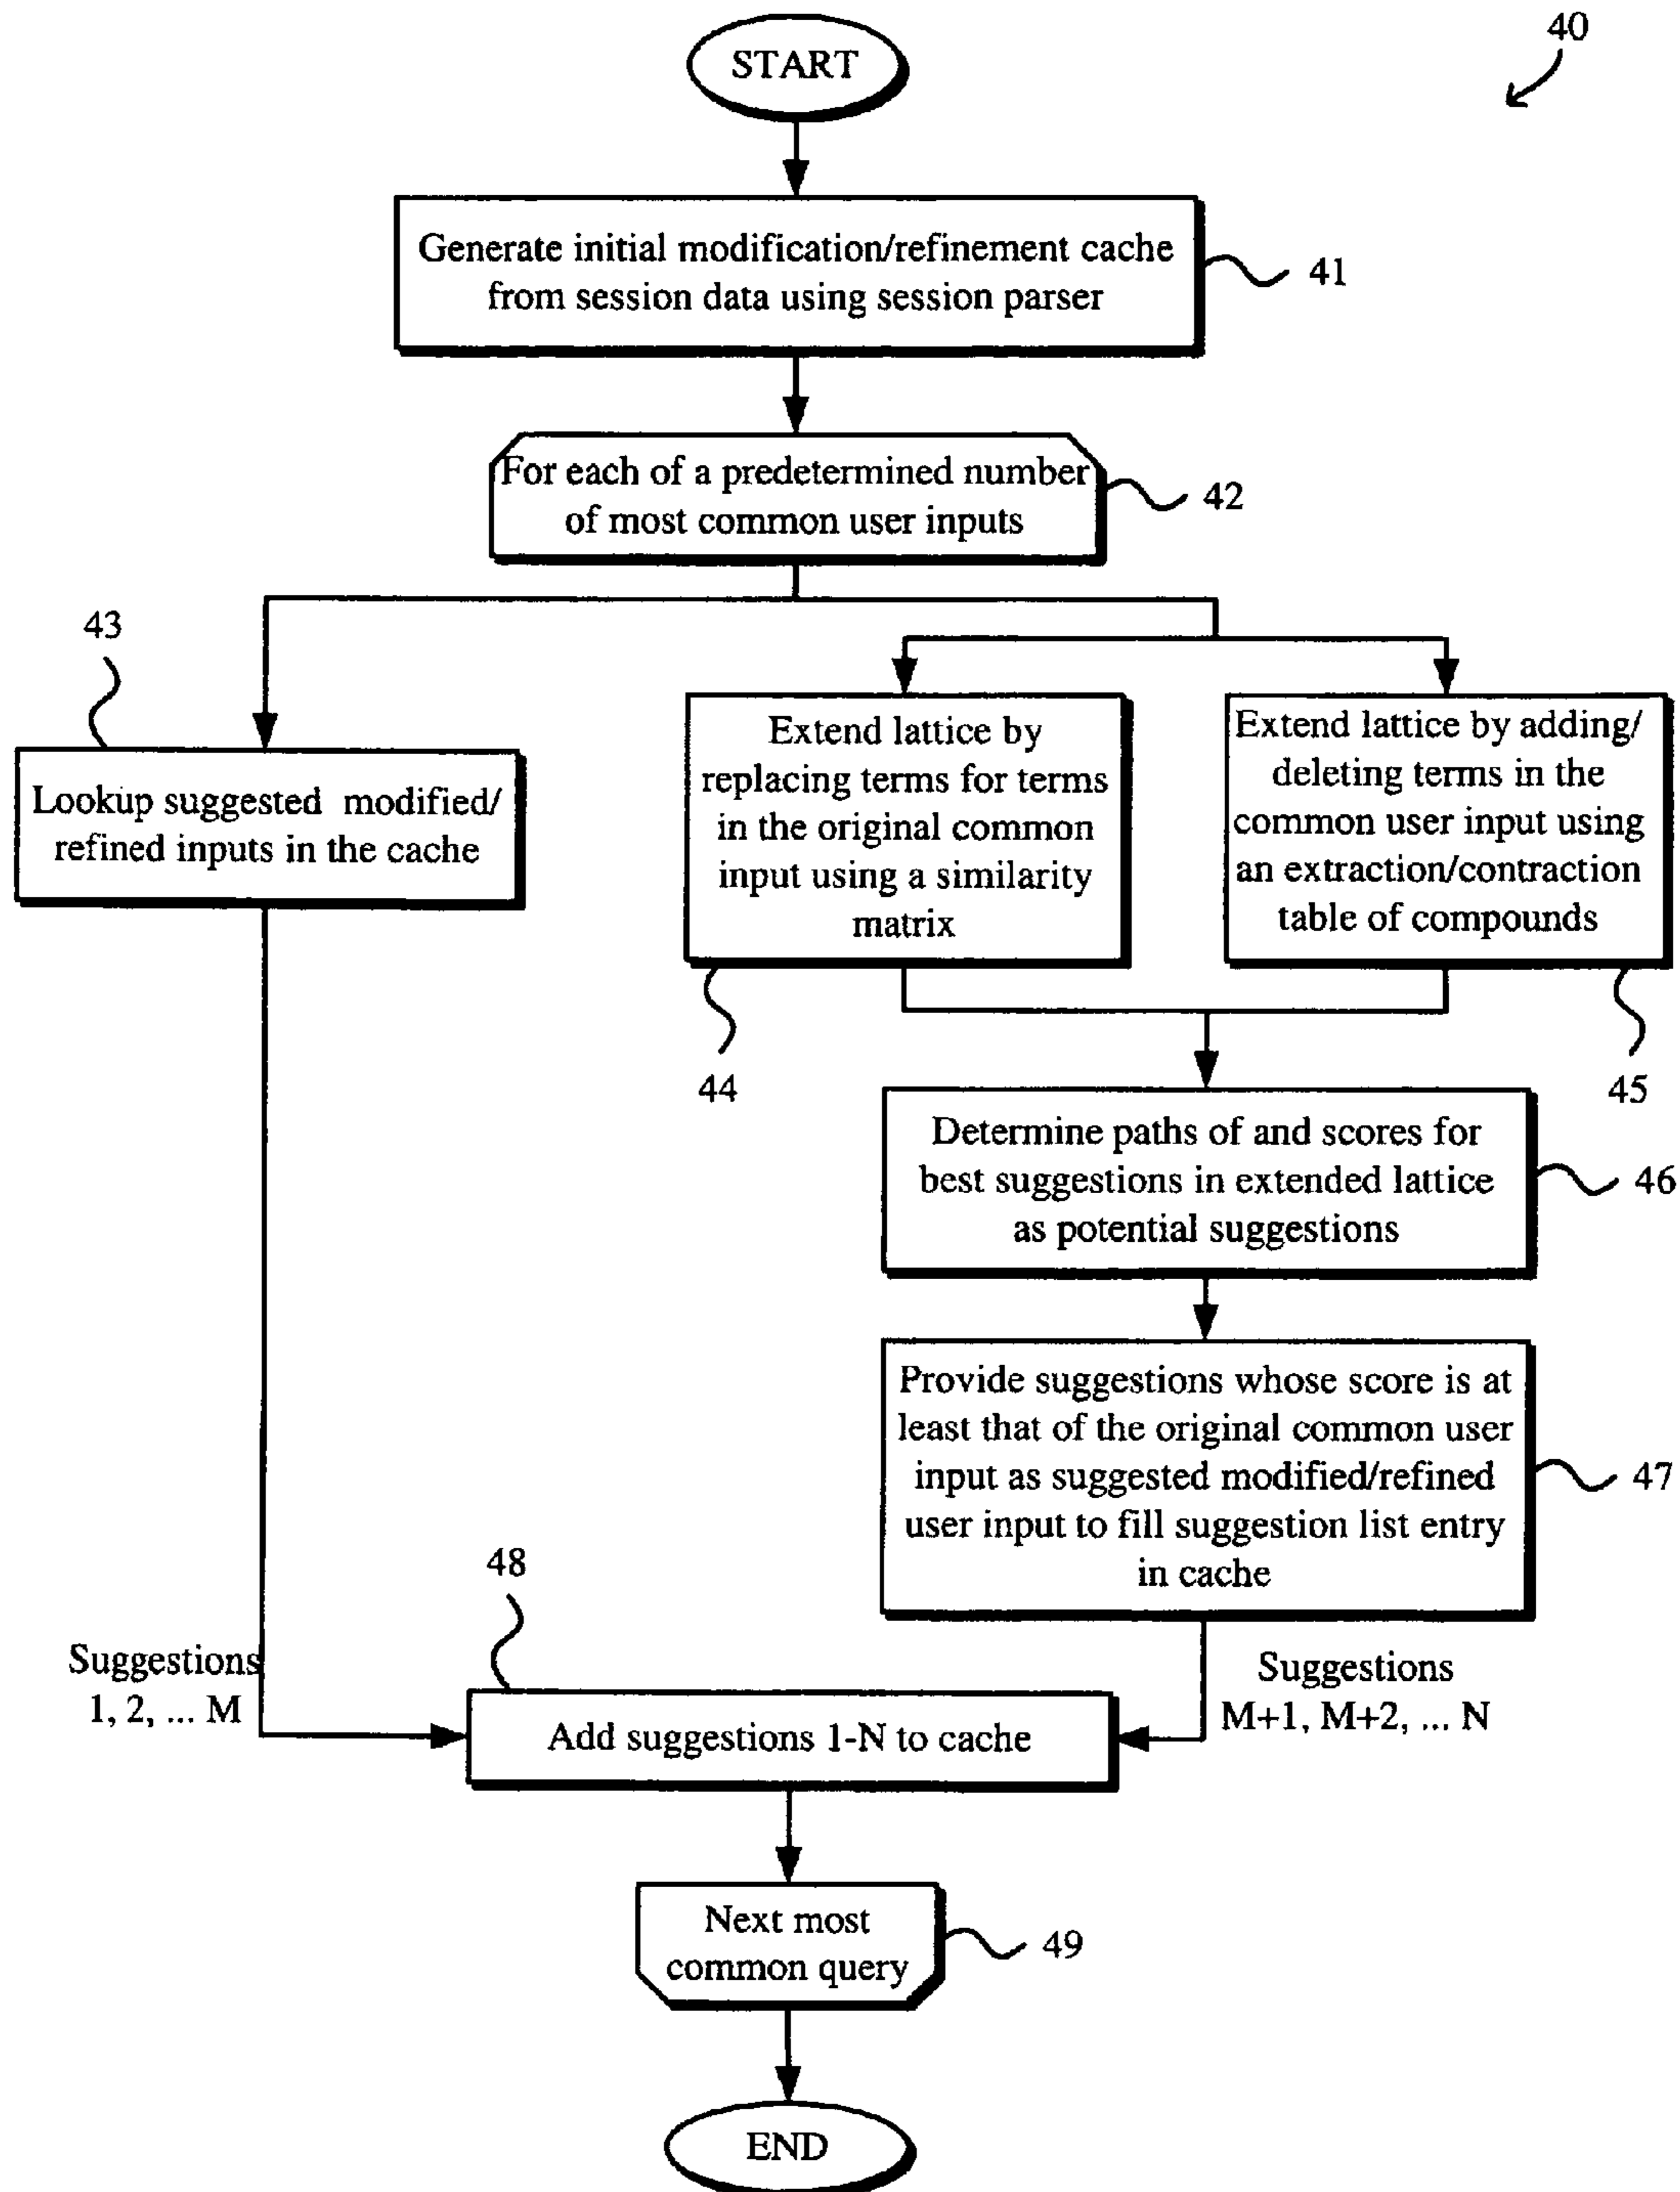 START
40
Generate initial modification/refinement cache
from session data using session parser
41
For each of a predetermined number
of most common user inputs
42
43
Lookup suggested modified/
refined inputs in the cache
Extend lattice by
replacing terms for terms
in the original common
input using a similarity
matrix
44
Extend lattice by adding/
deleting terms in the
common user input using
an extraction/contraction
table of compounds
45
Determine paths of and scores for
best suggestions in extended lattice
as potential suggestions
46
Provide suggestions whose score is at
least that of the original common user
input as suggested modified/refined
user input to fill suggestion list entry
in cache
47
48
Suggestions
1, 2, ... M
Suggestions
M+1, M+2, ... N
Add suggestions 1-N to cache
Next most
common query
49
END